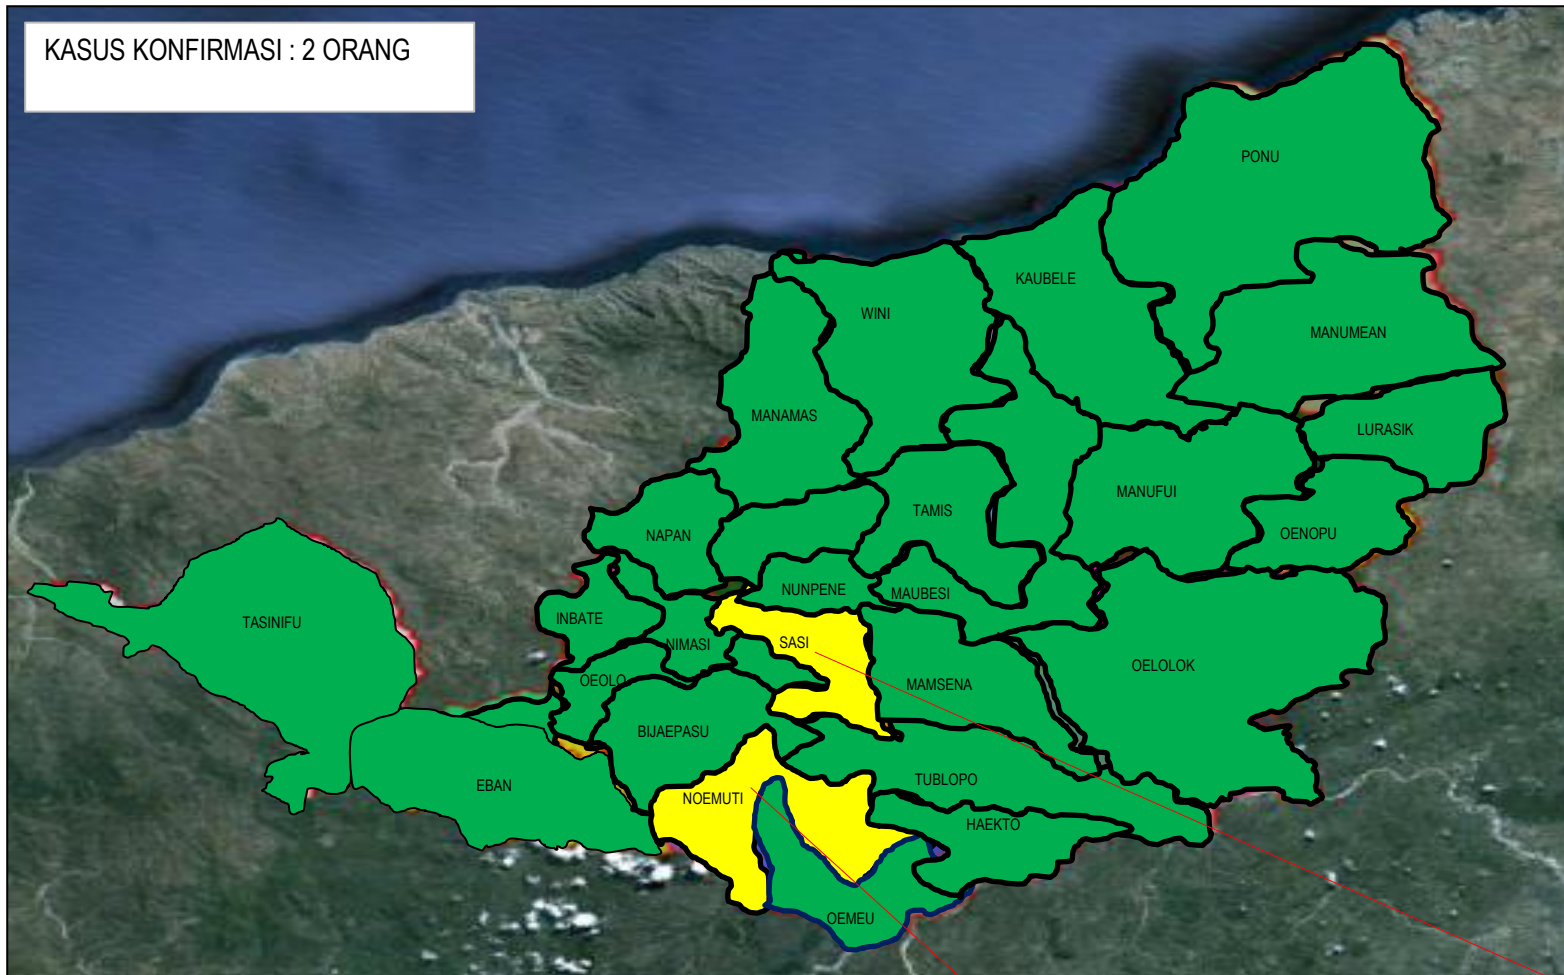 KASUS KONFIRMASI : 2 ORANG
PONU
KAUBELE
WINI
MANUMEAN
MANAMAS
LURASIK
MANUFUI
TAMIS
OENOPU
NAPAN
NUNPENE
MAUBESI
INBATE
TASINIFU
NIMASI
SASI
OELOLOK
OEOLO
MAMSENA
BIJAEPASU
EBAN
TUBLOPO
NOEMUTI
HAEKTO
OEMEU